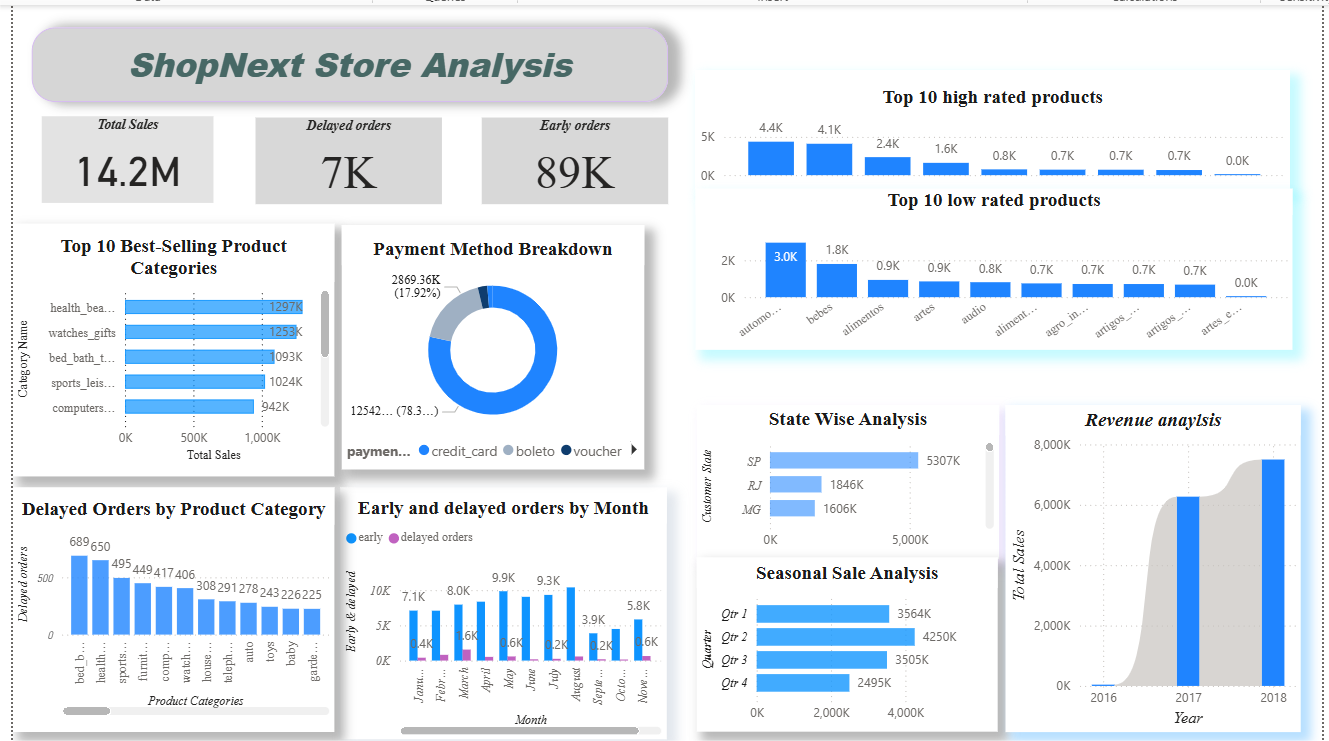 ShopNext Store Analysis
Total Sales
14.2M
Delayed orders
7K
Early orders
89K
Top 10 high rated products
5K
0K
4.4K
4.1K
2.4K
1.6K
0.8K
0.7K
0.7K
0.7K
0.0K
Top 10 low rated products
2K
0K
3.0K
1.8K
0.9K
0.9K
0.8K
0.7K
0.7K
0.7K
0.7K
0.0K
automo...
bebes
alimentos
artes
audio
aliment...
agro_in...
artigos_...
artigos_...
artes_e...
Top 10 Best-Selling Product
Categories
Category Name
health_bea... 1297K
watches_gifts 1253K
bed_bath_t... 1093K
sports_leis... 1024K
computers... 942K
0K 500K 1,000K
Total Sales
Payment Method Breakdown
2869.36K
(17.92%)
12542... (78.3...)
paymen... credit_card boleto voucher
Delayed Orders by Product Category
Delayed orders
500
0
689 650 495 449 417 406 308 291 278 243 226 225
bed_b...
health...
sports...
furnit...
comp...
watch...
house...
teleph...
auto
toys
baby
garde...
Product Categories
Early and delayed orders by Month
early delayed orders
Early & delayed
10K
5K
0K
7.1K 8.0K 9.9K 9.3K 3.9K 5.8K
0.4K 1.6K 0.6K 0.2K 0.2K 0.6K
Janu...
Febr...
March
April
May
June
July
August
Septe...
Octo...
Nove...
Month
State Wise Analysis
Customer State
SP 5307K
RJ 1846K
MG 1606K
0K 5,000K
Seasonal Sale Analysis
Quarter
Qtr 1 3564K
Qtr 2 4250K
Qtr 3 3505K
Qtr 4 2495K
0K 2,000K 4,000K
Revenue anaylsis
Total Sales
8,000K
6,000K
4,000K
2,000K
0K
2016 2017 2018
Year